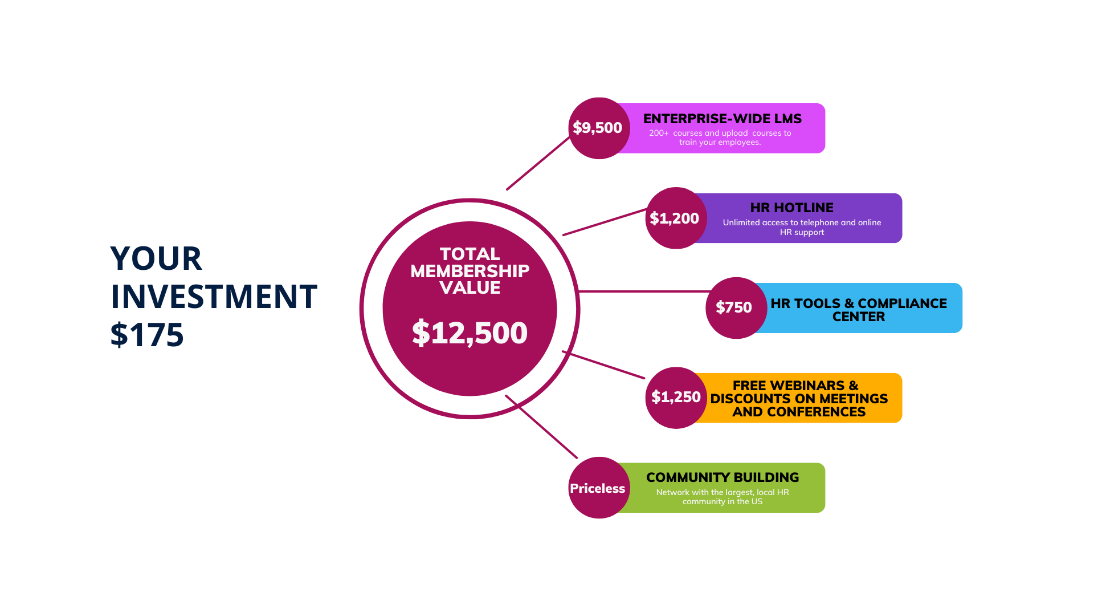 YOUR
INVESTMENT
$175
TOTAL
MEMBERSHIP
VALUE
$12,500
$9,500
ENTERPRISE-WIDE LMS
200+ courses and upload courses to
train your employees.
$1,200
HR HOTLINE
Unlimited access to telephone and online
HR support
$750
HR TOOLS & COMPLIANCE
CENTER
$1,250
FREE WEBINARS &
DISCOUNTS ON MEETINGS
AND CONFERENCES
Priceless
COMMUNITY BUILDING
Network with the largest, local HR
community in the US